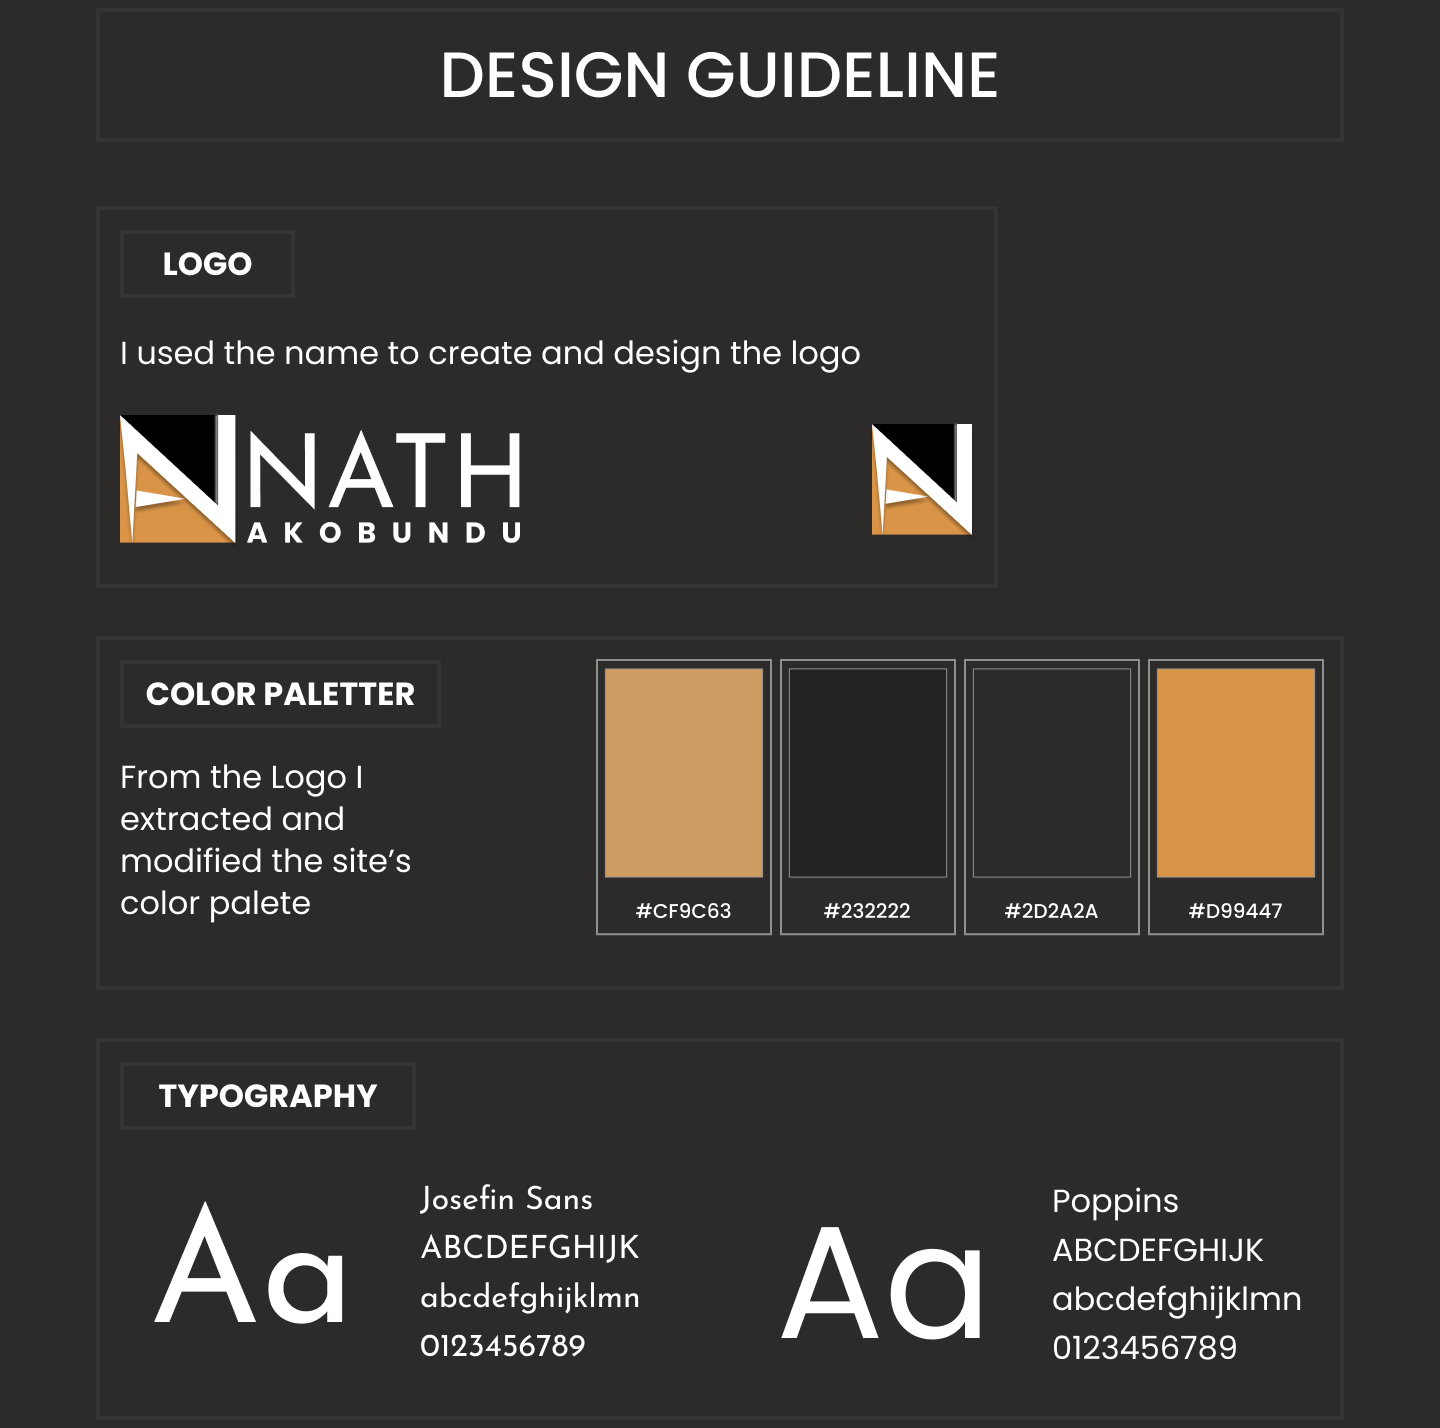 DESIGN GUIDELINE
LOGO
I used the name to create and design the logo
NATH
AKOBUNDU
COLOR PALETTER
From the Logo I
extracted and
modified the site’s
color palete
#CF9C63
#232222
#2D2A2A
#D99447
TYPOGRAPHY
Aa
Josefin Sans
ABCDEFGHIJK
abcdefghijklmn
0123456789
Aa
Poppins
ABCDEFGHIJK
abcdefghijklmn
0123456789